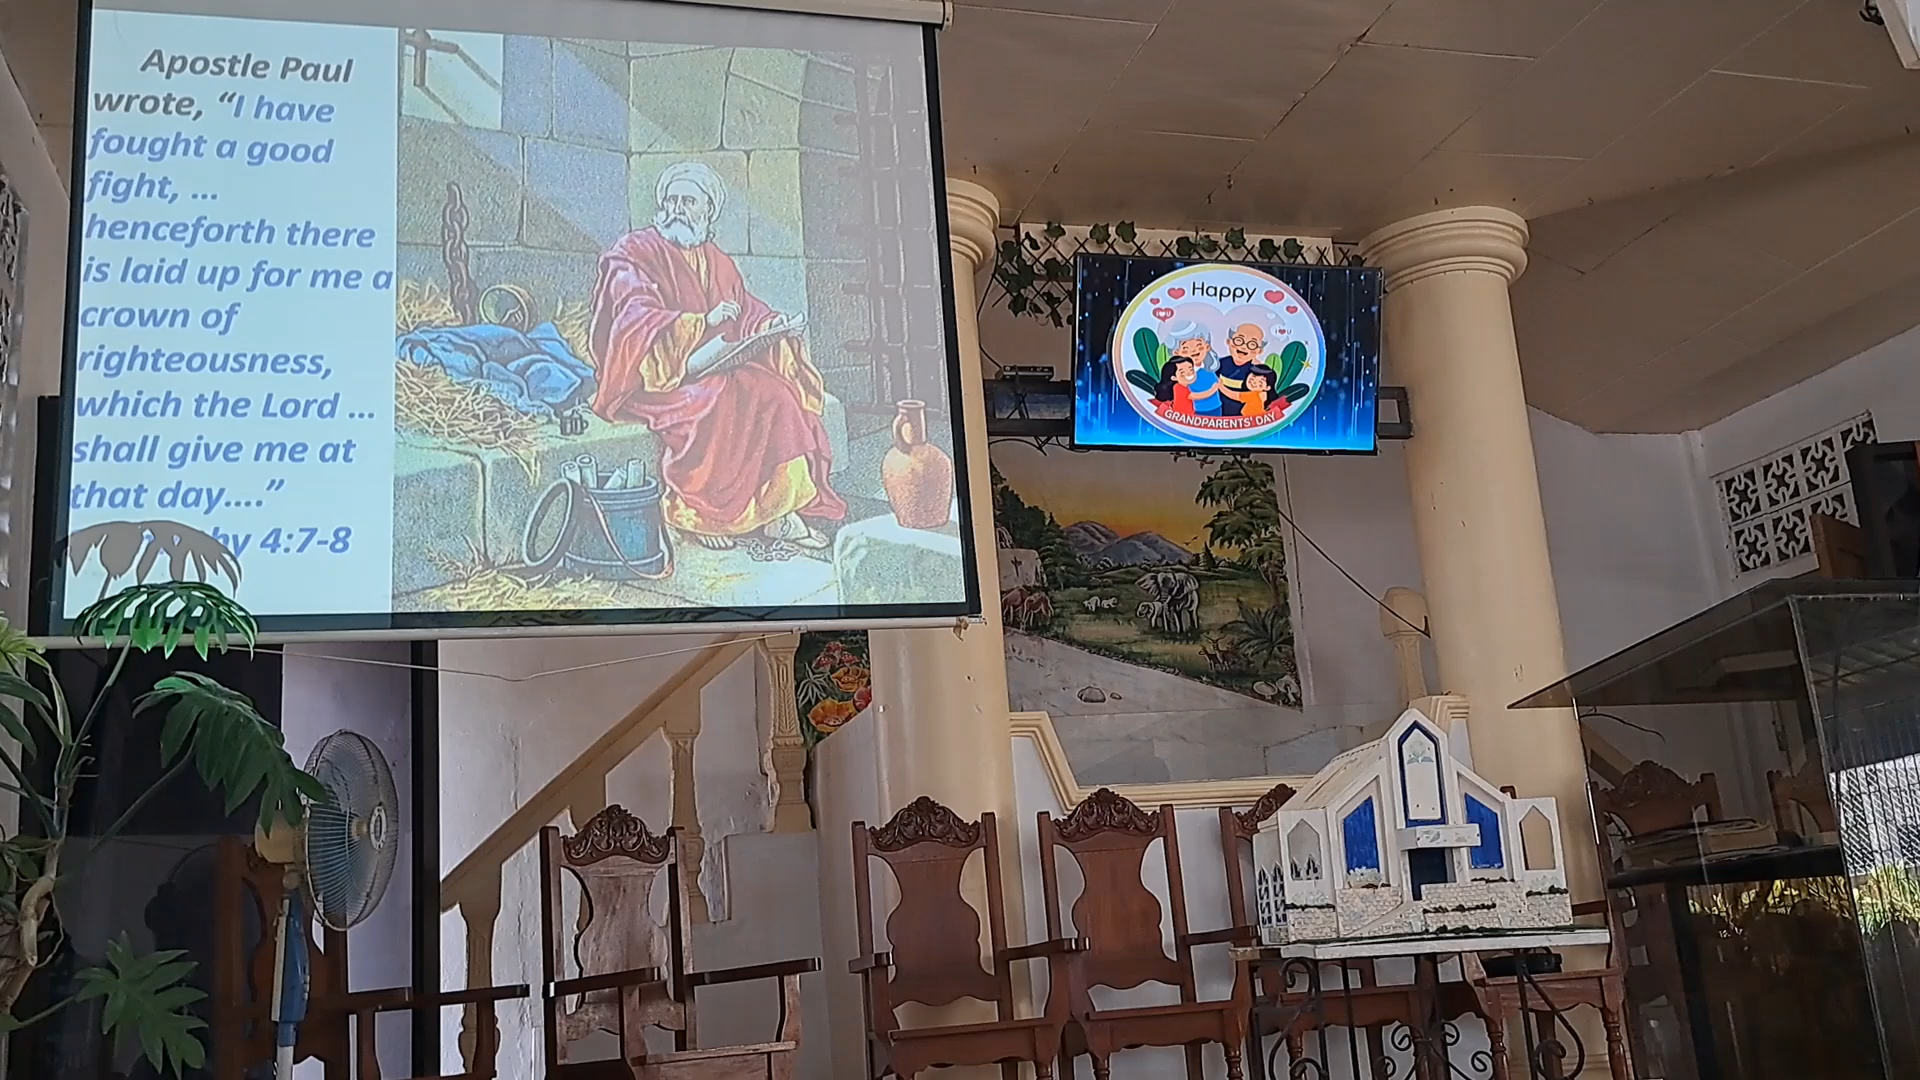 Apostle Paul
wrote, “I have
fought a good
fight, ...
henceforth there
is laid up for me a
crown of
righteousness,
which the Lord ...
shall give me at
that day....”
4:7-8
Happy
GRANDPARENTS' DAY